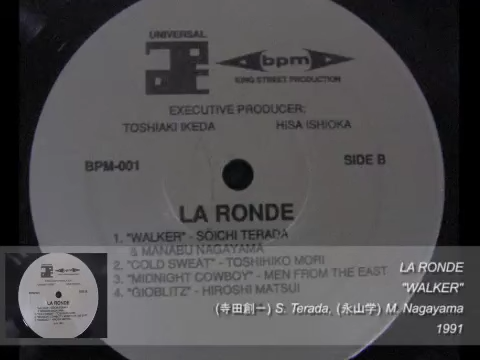 UNIVERSAL
bpm
KING STREET PRODUCTION
EXECUTIVE PRODUCER:
TOSHIAKI IKEDA HISA ISHIOKA
BPM-001 SIDE B
LA RONDE
1. "WALKER" - SOICHI TERADA
& MANABU NAGAYAMA
2. "COLD SWEAT" - TOSHIHIKO MORI
3. "MIDNIGHT COWBOY" - MEN FROM THE EAST
4. "GIOBLITZ" - HIROSHI MATSUI
LA RONDE
LA RONDE
"WALKER"
(寺田創一) S. Terada, (永山学) M. Nagayama
1991